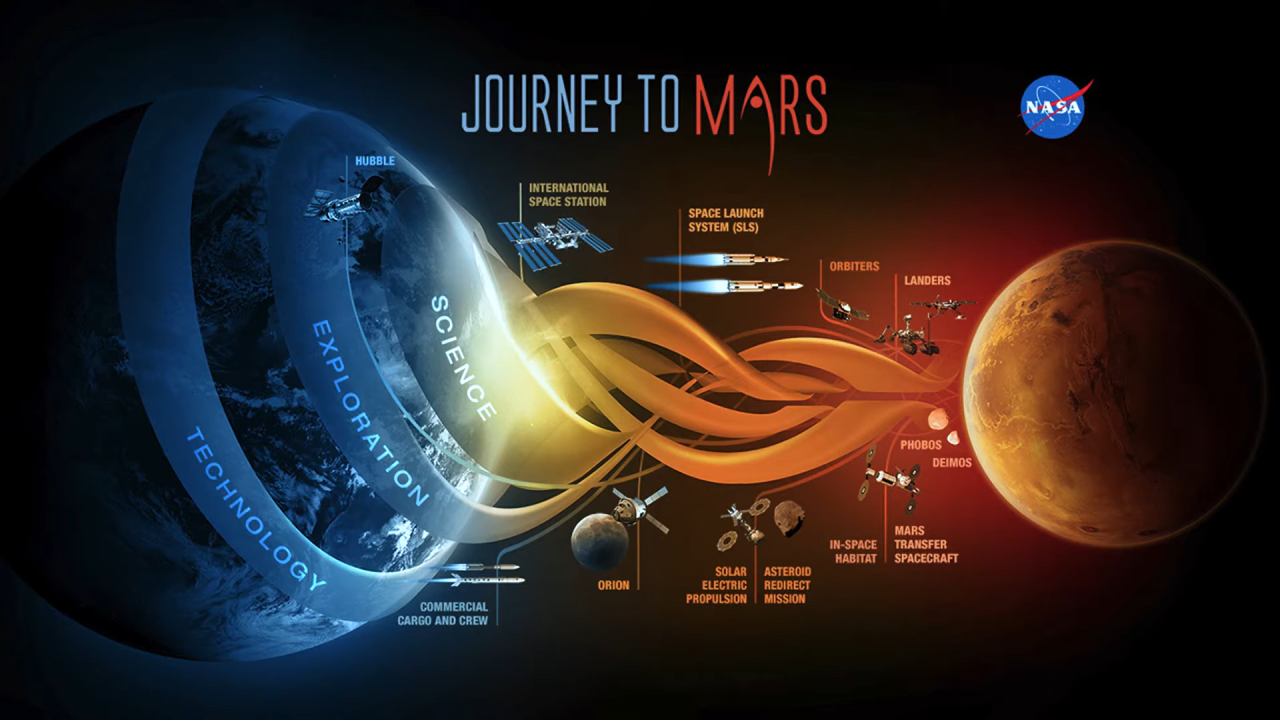 JOURNEY TO MARS
NASA
HUBBLE
INTERNATIONAL
SPACE STATION
SPACE LAUNCH
SYSTEM (SLS)
ORBITERS
LANDERS
SCIENCE
EXPLORATION
TECHNOLOGY
PHOBOS
DEIMOS
COMMERCIAL
CARGO AND CREW
ORION
SOLAR
ELECTRIC
PROPULSION
ASTEROID
REDIRECT
MISSION
IN-SPACE
HABITAT
MARS
TRANSFER
SPACECRAFT